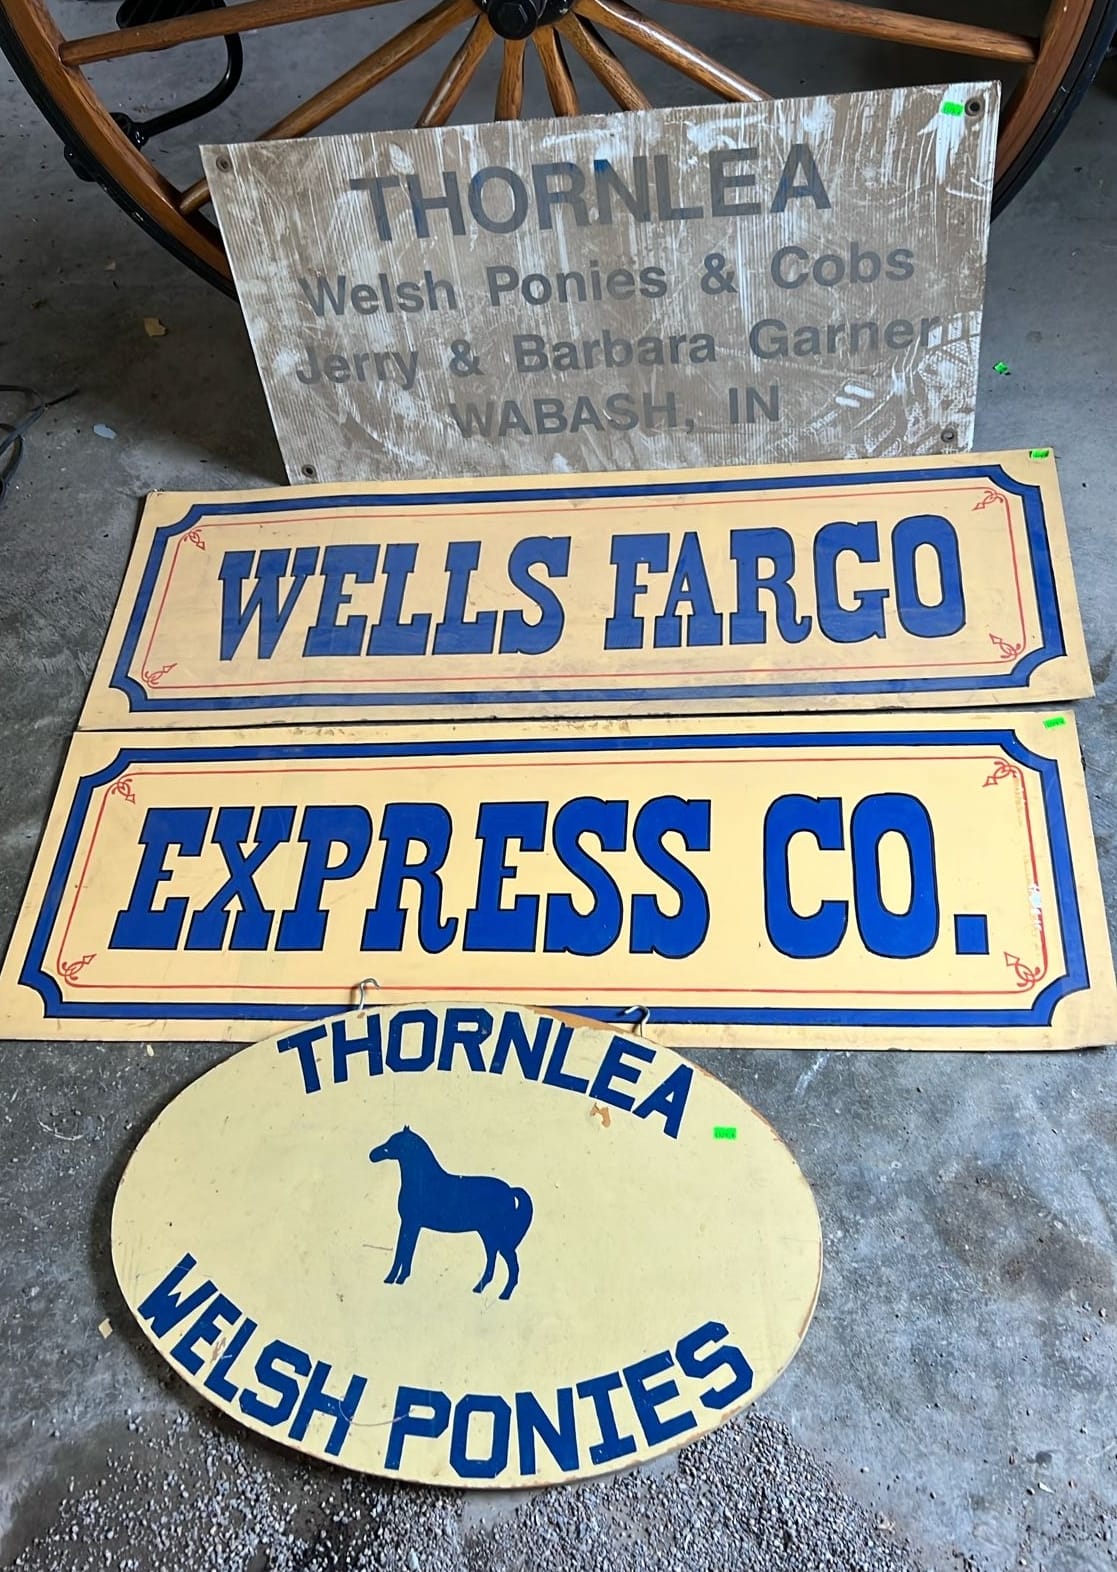 THORNLEA
Welsh Ponies & Cobs
Jerry & Barbara Garner
WABASH, IN
WELLS FARGO
EXPRESS CO.
THORNLEA
WELSH PONIES